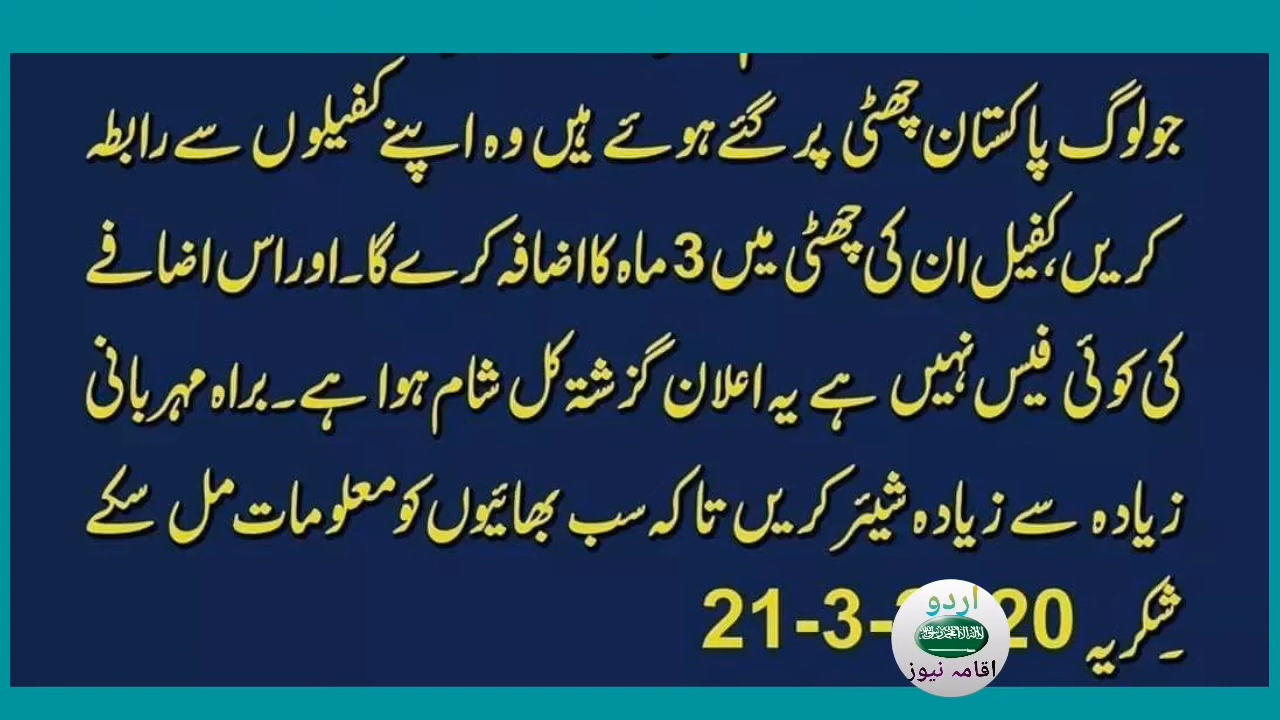 جو لوگ پاکستان چھٹی پر گئے ہوئے ہیں وہ اپنے کفیلوں سے رابطہ
کریں، کفیل ان کی چھٹی میں 3 ماہ کا اضافہ کرے گا۔ اور اس اضافے
کی کوئی فیس نہیں ہے یہ اعلان گزشتہ کل شام ہوا ہے۔ براہ مہربانی
زیادہ سے زیادہ شیئر کریں تاکہ سب بھائیوں کو معلومات مل سکے
۔شکریہ 21-3-2020
اردو
اقامہ نیوز